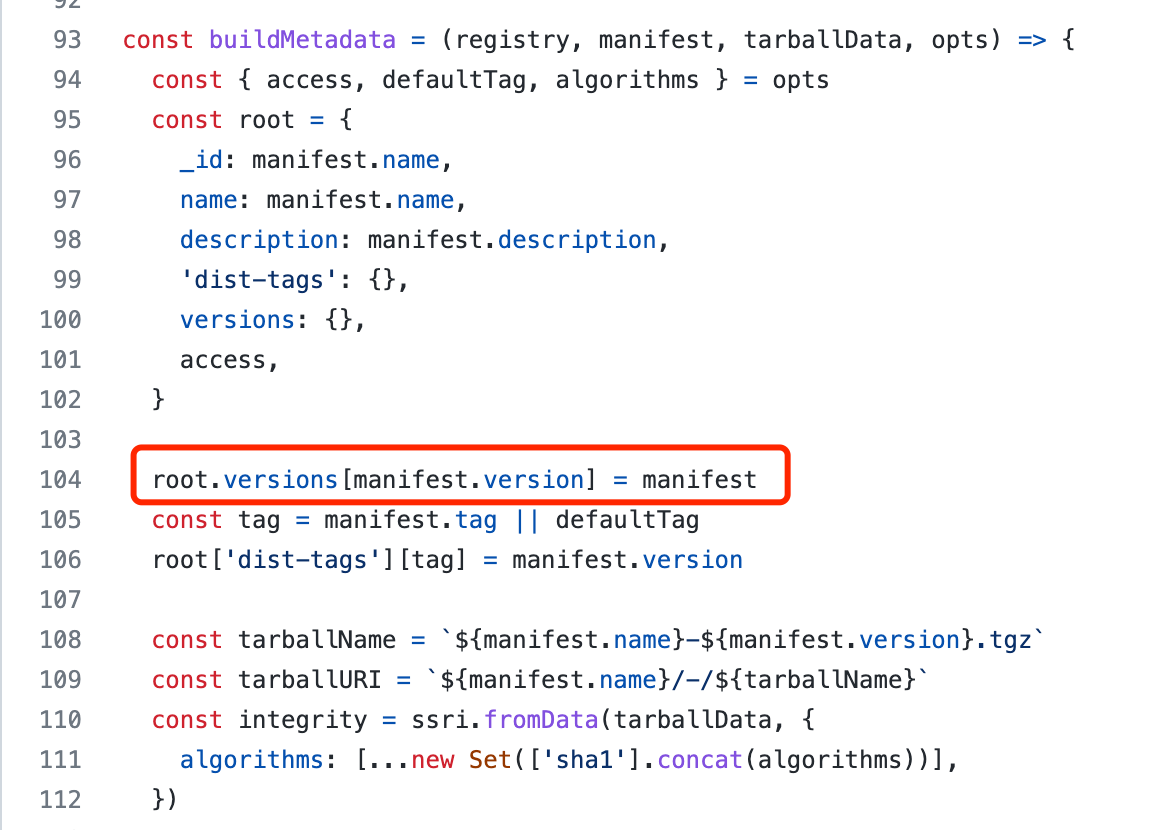 92
93 const buildMetadata = (registry, manifest, tarballData, opts) => {
94 const { access, defaultTag, algorithms } = opts
95 const root = {
96 _id: manifest.name,
97 name: manifest.name,
98 description: manifest.description,
99 'dist-tags': {},
100 versions: {},
101 access,
102 }
103
104 root.versions[manifest.version] = manifest
105 const tag = manifest.tag || defaultTag
106 root['dist-tags'][tag] = manifest.version
107
108 const tarballName = `${manifest.name}-${manifest.version}.tgz`
109 const tarballURI = `${manifest.name}/-/${tarballName}`
110 const integrity = ssri.fromData(tarballData, {
111 algorithms: [...new Set(['sha1'].concat(algorithms))],
112 })